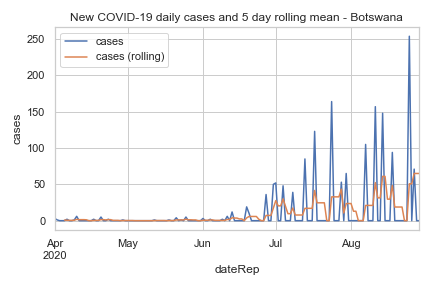 New COVID-19 daily cases and 5 day rolling mean - Botswana
cases
cases (rolling)
250
200
150
100
50
0
cases
Apr
2020
May
Jun
Jul
Aug
dateRep